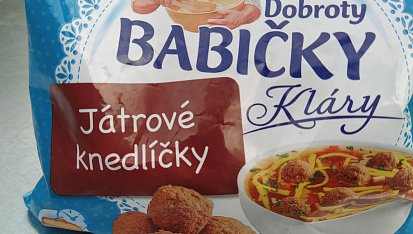 Dobroty
BABIČKY
Kláry
Játrové
knedlíčky